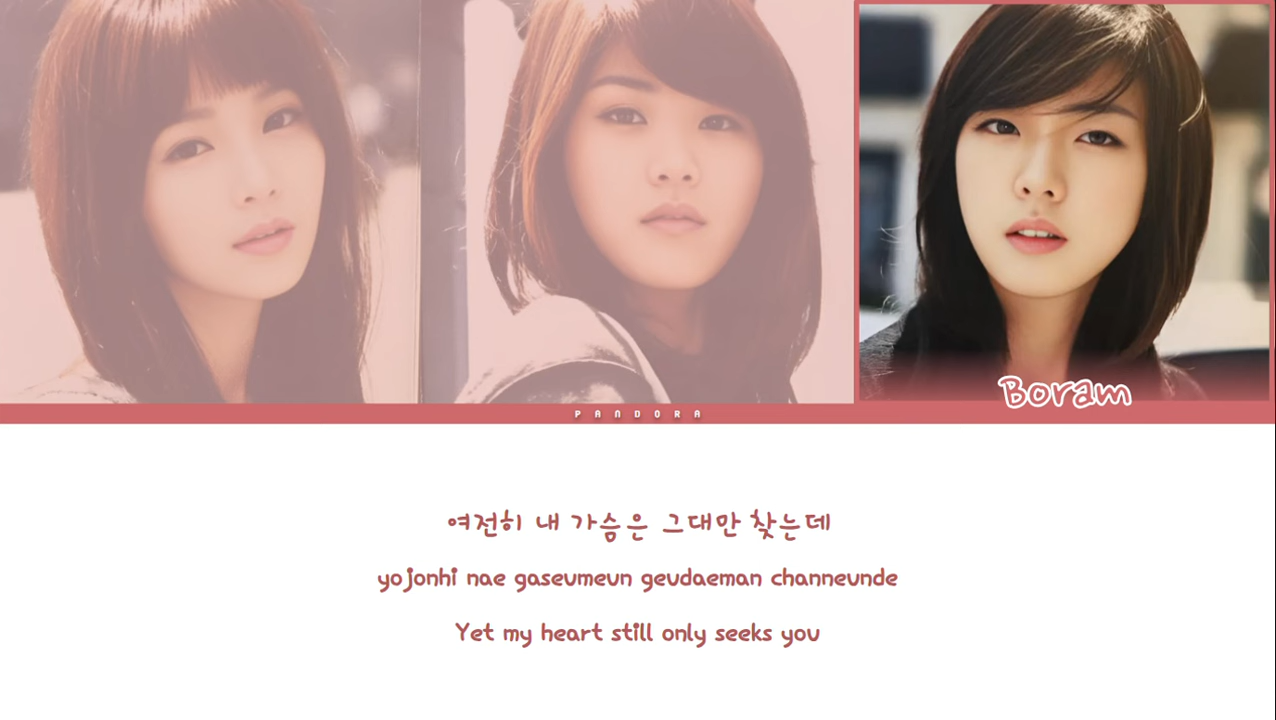 Boram
PANDORA
여전히 내 가슴은 그대만 찾는데
yojonhi nae gaseumeun geudaeman channeunde
Yet my heart still only seeks you